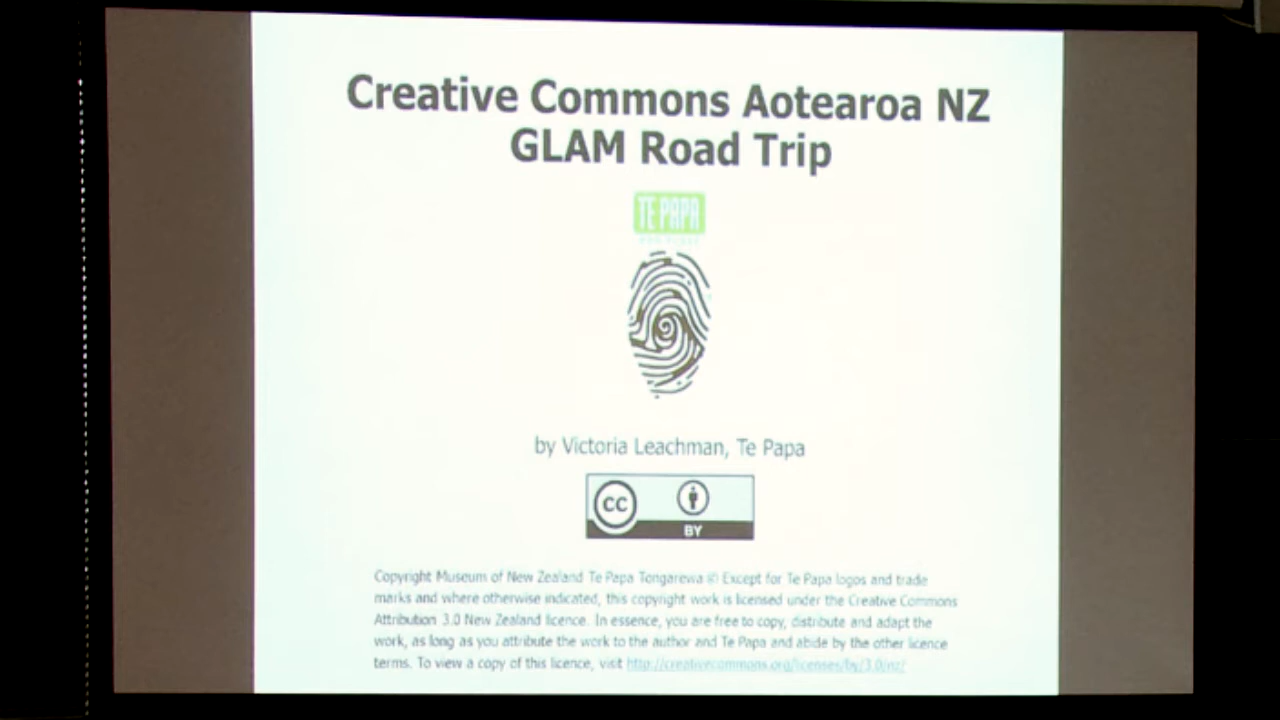 Creative Commons Aotearoa NZ
GLAM Road Trip
TE PAPA
by Victoria Leachman, Te Papa
CC
BY
Copyright Museum of New Zealand Te Papa Tongarewa © Except for Te Papa logos and trade
marks and where otherwise indicated, this copyright work is licensed under the Creative Commons
Attribution 3.0 New Zealand licence. In essence, you are free to copy, distribute and adapt the
work, as long as you attribute the work to the author and Te Papa and abide by the other licence
terms. To view a copy of this licence, visit http://creativecommons.org/licenses/by/3.0/nz/